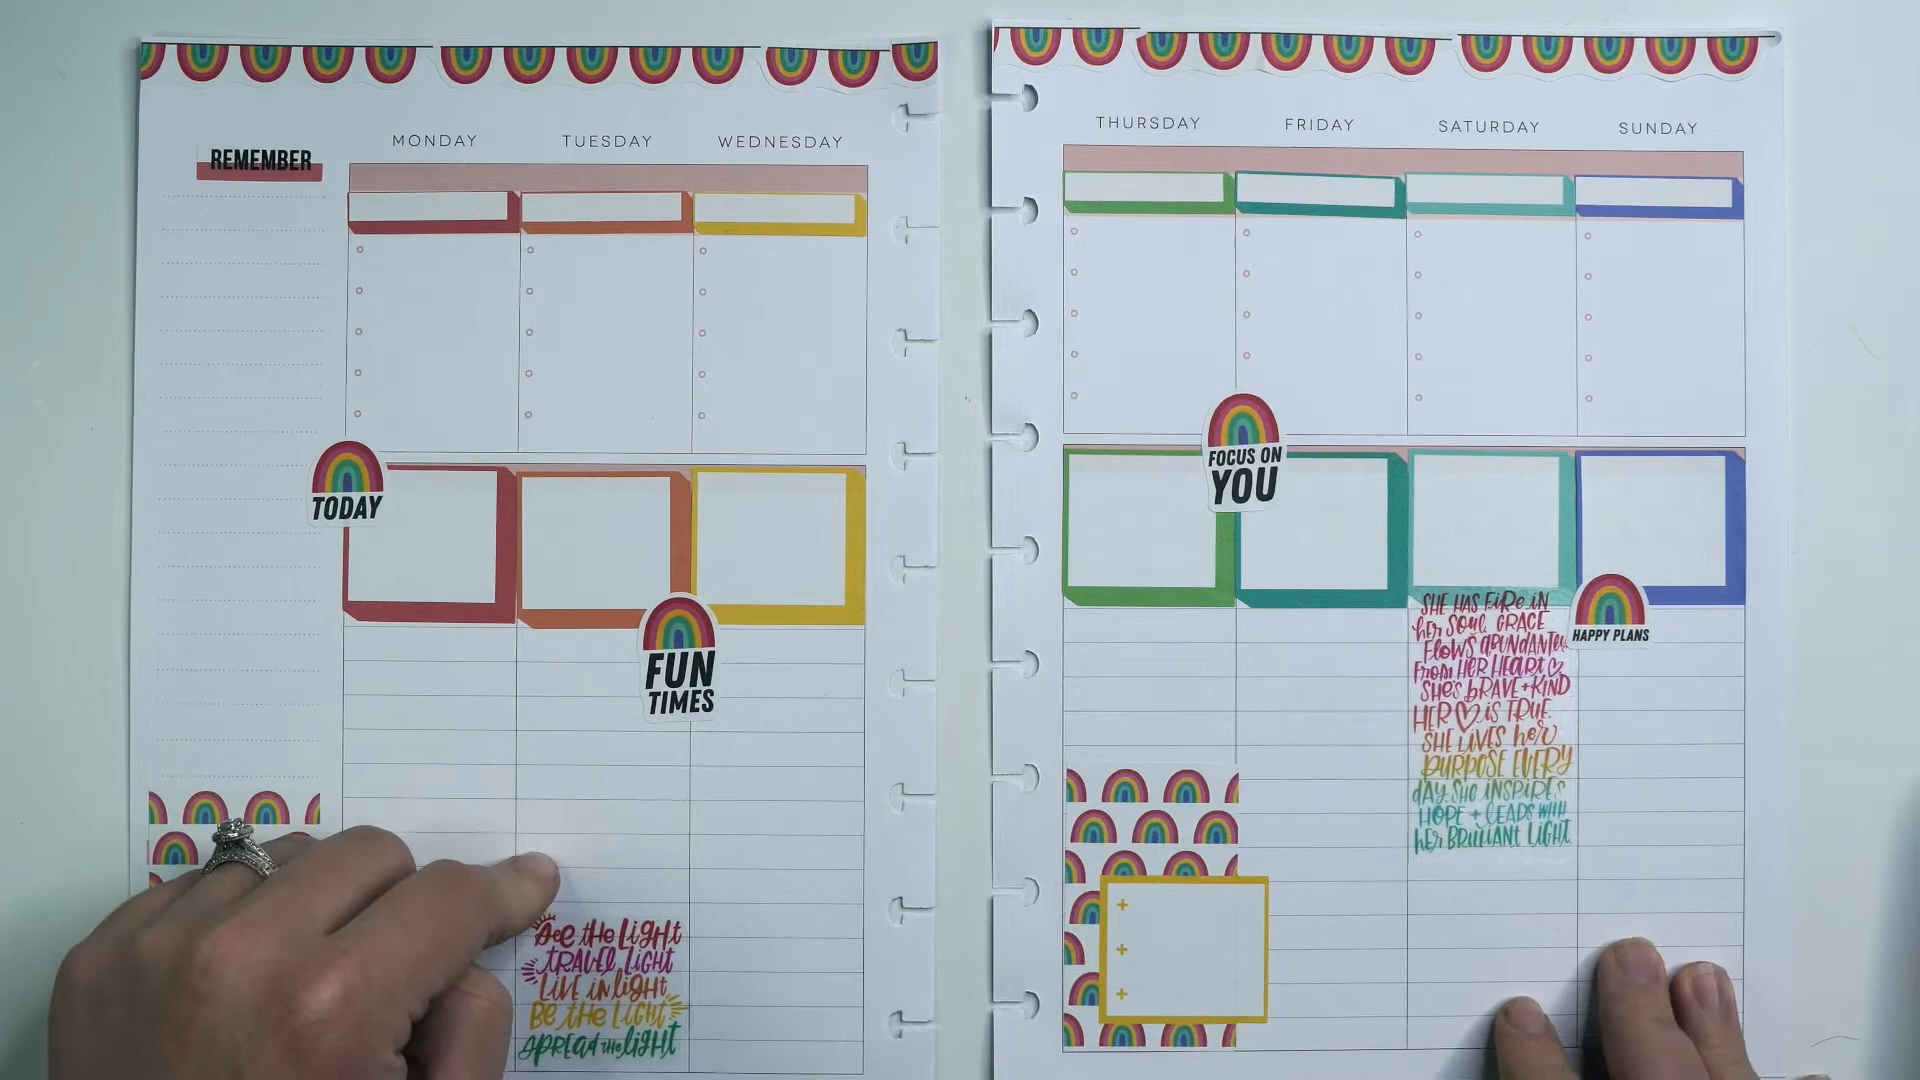 MONDAY TUESDAY WEDNESDAY
REMEMBER
TODAY
FUN
TIMES
See the LIGHT
TRAVEL LIGHT
LIVE in light
Be the LIGHT
SPREAD the light
THURSDAY FRIDAY SATURDAY SUNDAY
FOCUS ON
YOU
SHE HAS FiRe iN
her SOUL GRACE
FLOWS ABUNDANTLY
FROM HER HEART
SHE'S bRAVE + KIND
HER is TRUE.
SHE LIVES her
PURPOSE EVERY
day. She INSPIRES
HOPE + LEADS WITH
her BRILLIANT LIGHT.
HAPPY PLANS